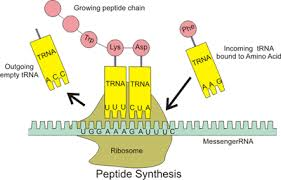 Growing peptide chain
Trp
Lys
Asp
Phe
Outgoing
empty tRNA
TRNA
A C C
TRNA
U U U
TRNA
C U A
TRNA
A A G
Incoming tRNA
bound to Amino Acid
U G G A A A G A U U U C
Ribosome
MessengerRNA
Peptide Synthesis